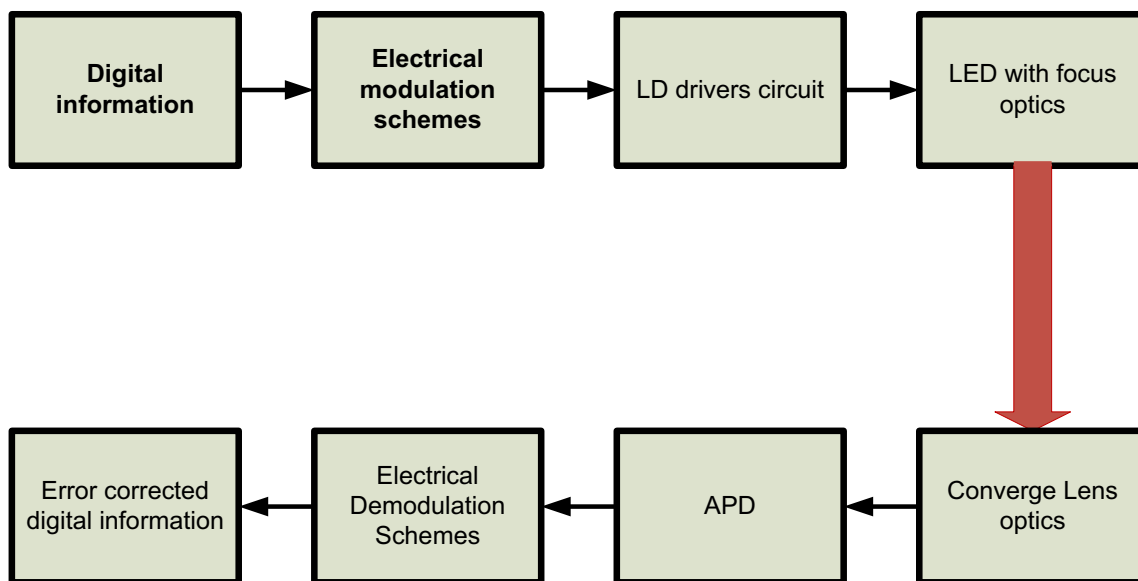 Digital
information
Electrical
modulation
schemes
LD drivers circuit
LED with focus
optics
Error corrected
digital information
Electrical
Demodulation
Schemes
APD
Converge Lens
optics